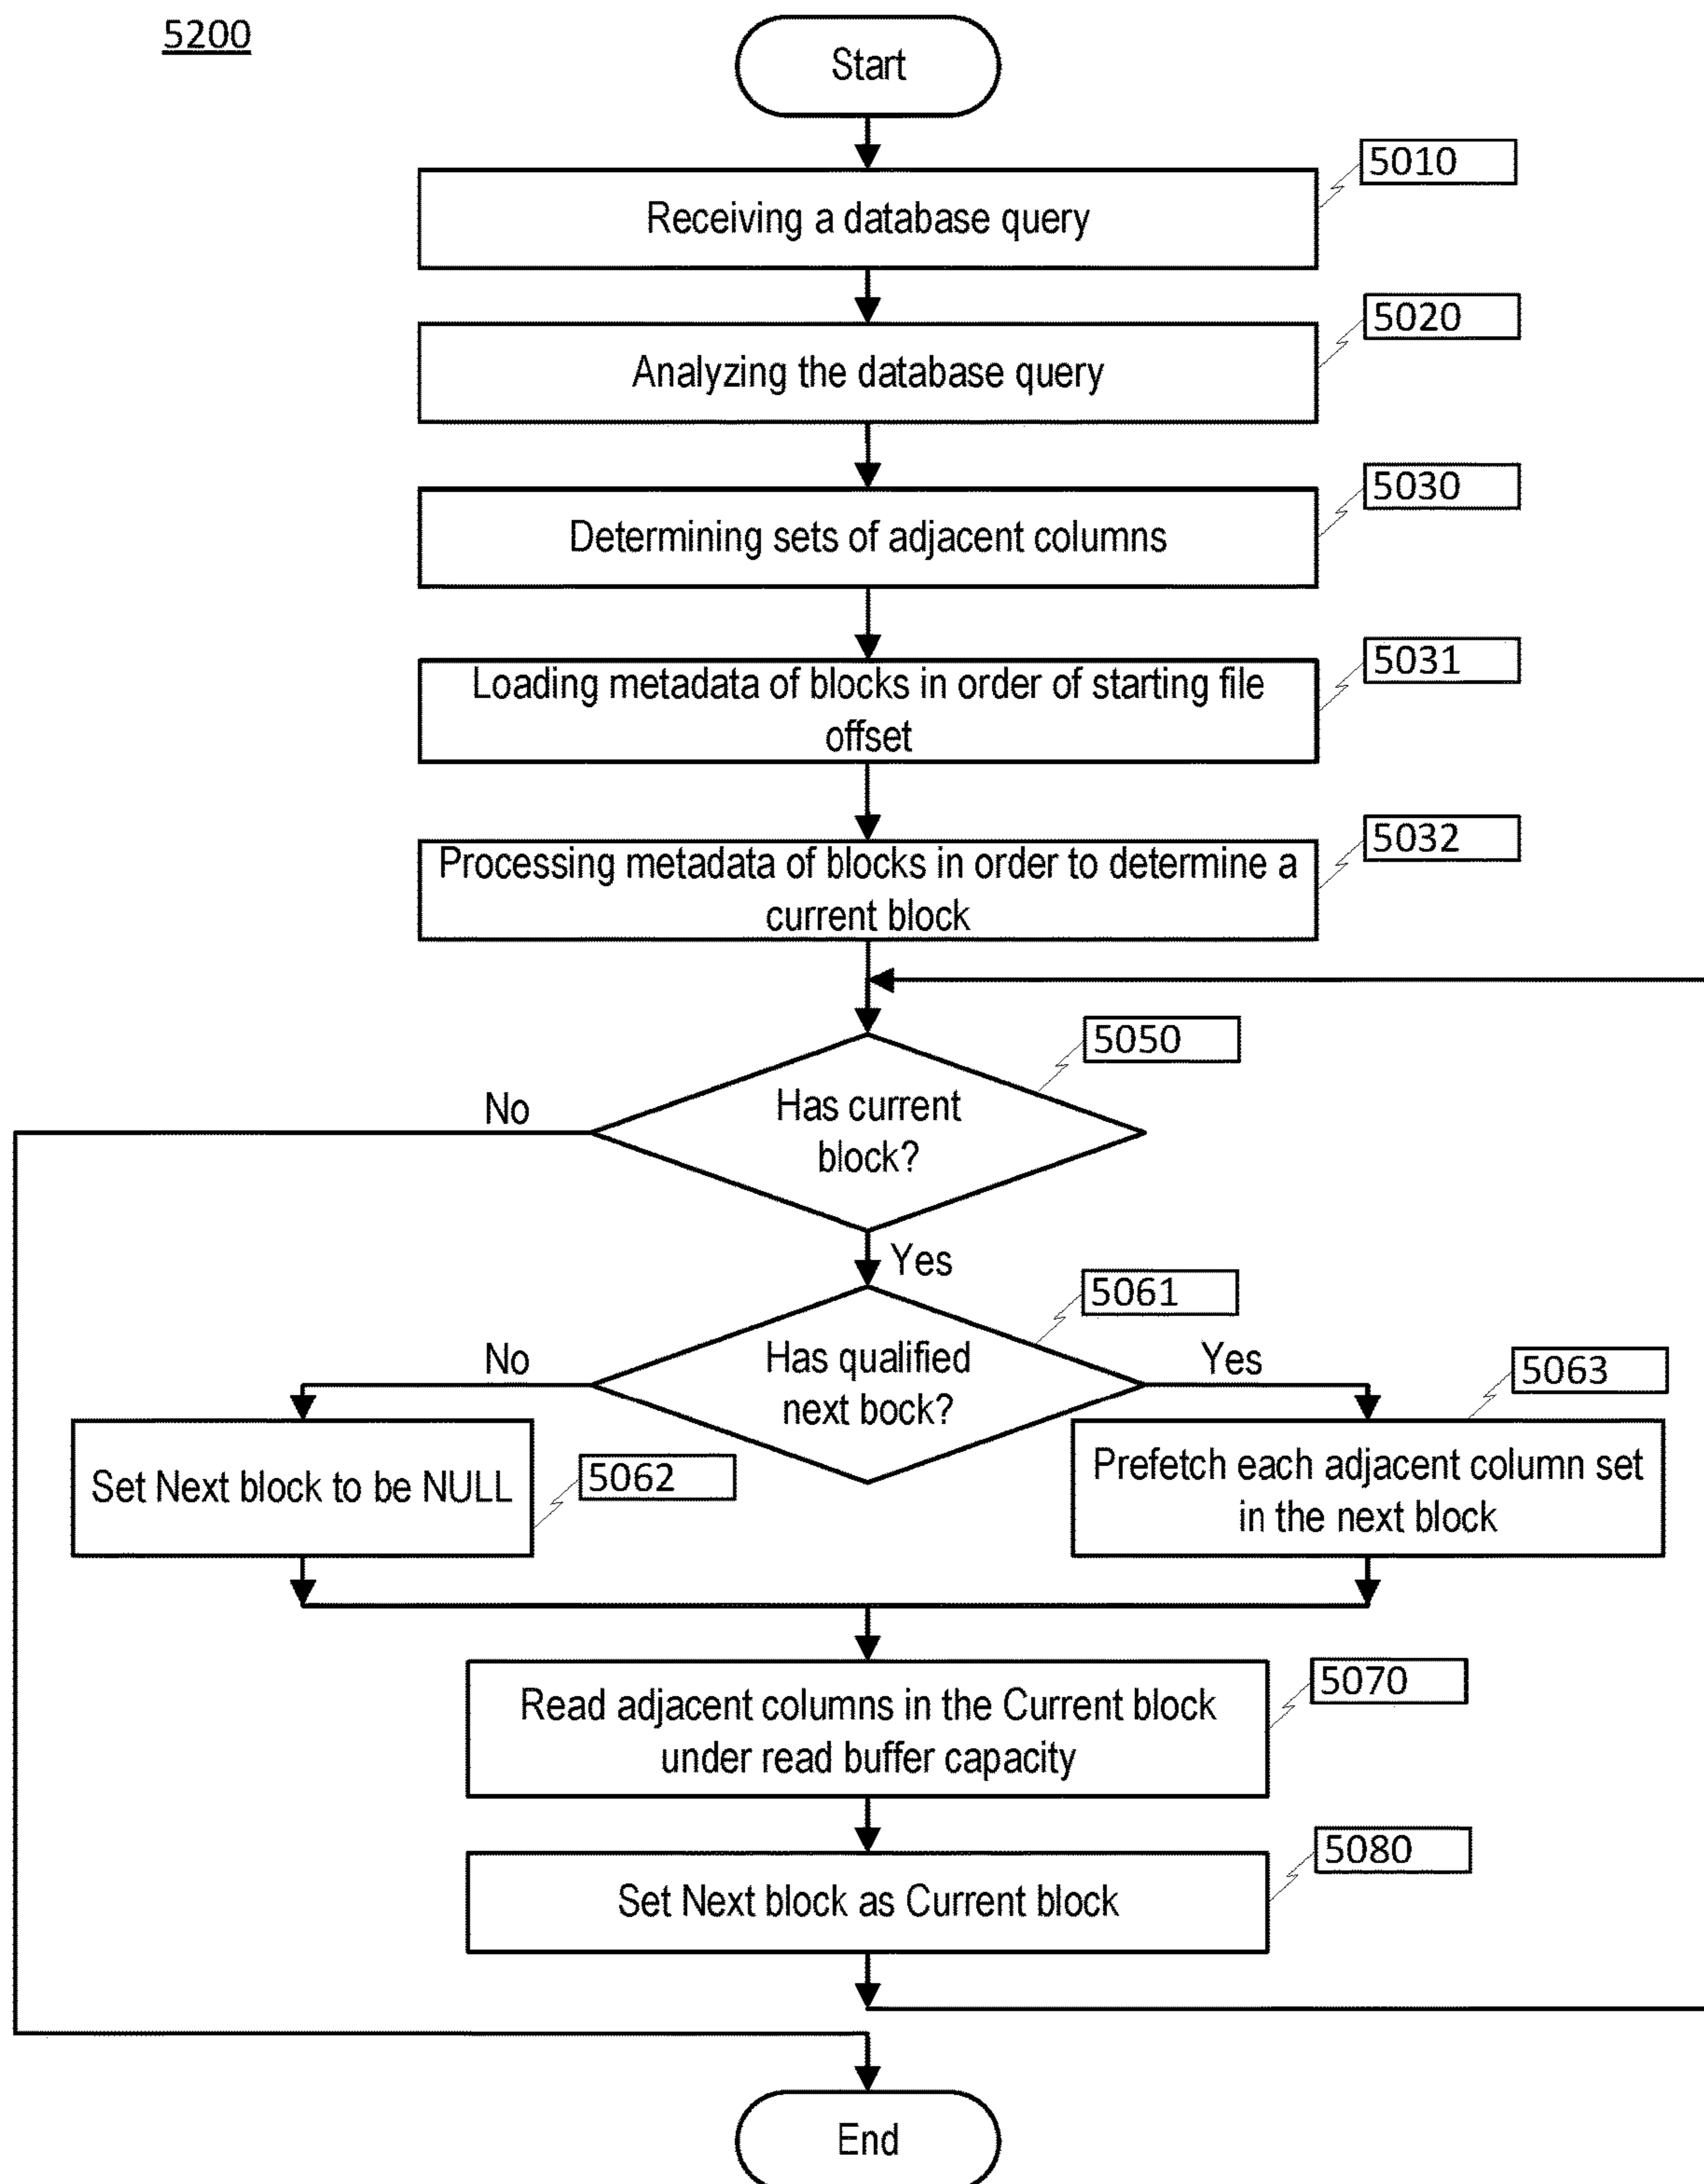 5200
Start
5010
Receiving a database query
5020
Analyzing the database query
5030
Determining sets of adjacent columns
5031
Loading metadata of blocks in order of starting file
offset
5032
Processing metadata of blocks in order to determine a
current block
5050
Has current
block?
No
Yes
5061
Has qualified
next bock?
No
Yes
5063
Set Next block to be NULL
5062
Prefetch each adjacent column set
in the next block
5070
Read adjacent columns in the Current block
under read buffer capacity
5080
Set Next block as Current block
End